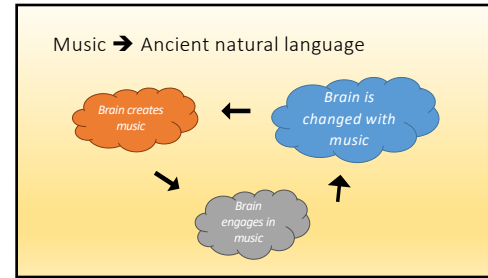 Music → Ancient natural language
Brain creates
music
Brain is
changed with
music
Brain
engages in
music